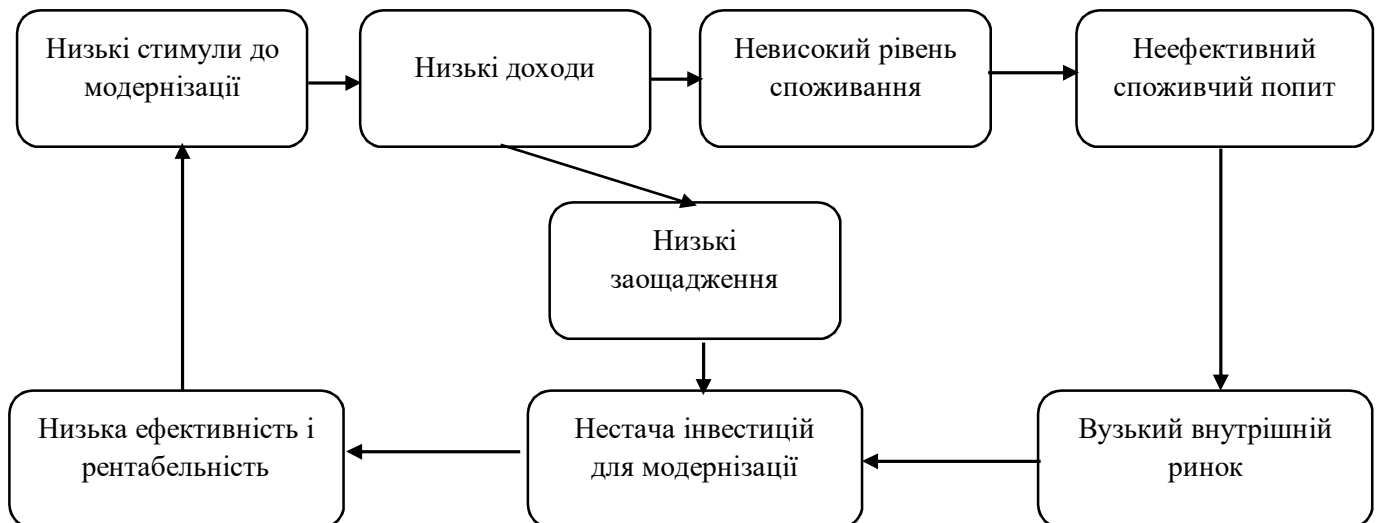 Низькі стимули до
модернізації
Низькі доходи
Невисокий рівень
споживання
Неефективний
споживчий попит
Низькі
заощадження
Низька ефективність і
рентабельність
Нестача інвестицій
для модернізації
Вузький внутрішній
ринок